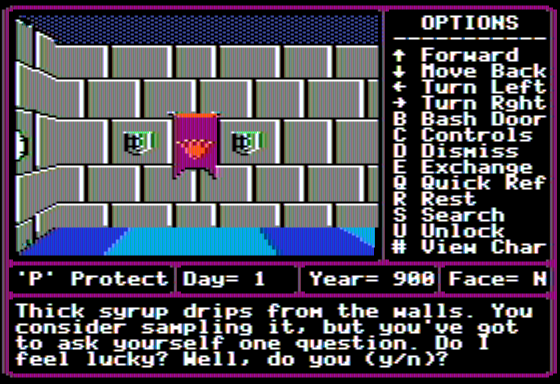 OPTIONS
↑ Forward
↓ Move Back
← Turn Left
→ Turn Rght
B Bash Door
C Controls
D Dismiss
E Exchange
Q Quick Ref
R Rest
S Search
U Unlock
# View Char
'P' Protect Day= 1 Year= 900 Face= N
Thick syrup drips from the walls. You
consider sampling it, but you've got
to ask yourself one question. Do I
feel lucky? Well, do you (y/n)?